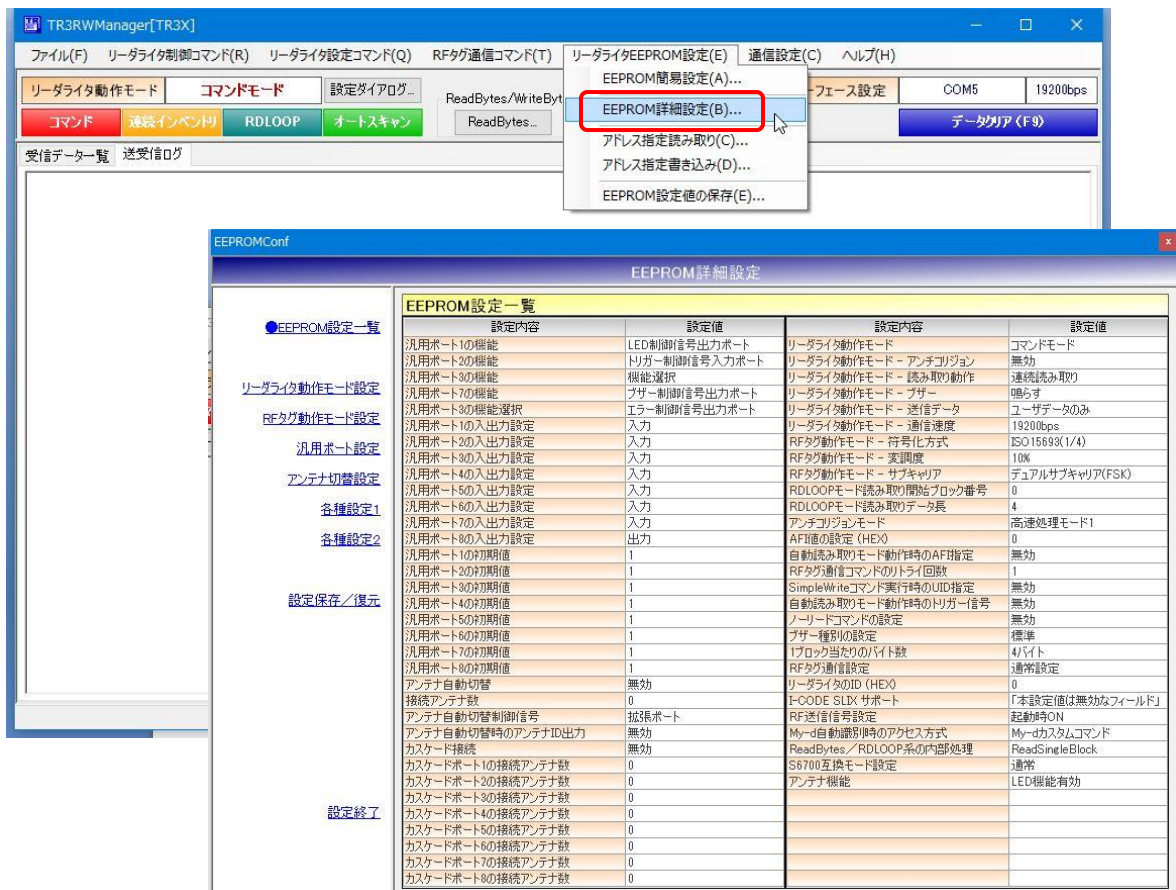 TR3RWManager[TR3X]
ファイル(F) リーダライタ制御コマンド(R) リーダライタ設定コマンド(Q) RFタグ通信コマンド(T) リーダライタEEPROM設定(E) 通信設定(C) ヘルプ(H)
リーダライタ動作モード コマンドモード 設定ダイアログ... ReadBytes/WriteByt ーフェース設定 COM5 19200bps
コマンド 連続インベントリ RDLOOP オートスキャン ReadBytes... データクリア(F9)
EEPROM簡易設定(A)...
EEPROM詳細設定(B)...
アドレス指定読み取り(C)...
アドレス指定書き込み(D)...
EEPROM設定値の保存(E)...
受信データ一覧 送受信ログ
EEPROMConf
EEPROM詳細設定
●EEPROM設定一覧
リーダライタ動作モード設定
RFタグ動作モード設定
汎用ポート設定
アンテナ切替設定
各種設定1
各種設定2
設定保存/復元
設定終了
EEPROM設定一覧
設定内容 設定値 設定内容 設定値
汎用ポート1の機能 LED制御信号出力ポート リーダライタ動作モード コマンドモード
汎用ポート2の機能 トリガー制御信号入力ポート リーダライタ動作モード - アンチコリジョン 無効
汎用ポート3の機能 機能選択 リーダライタ動作モード - 読み取り動作 連続読み取り
汎用ポート7の機能 ブザー制御信号出力ポート リーダライタ動作モード - ブザー 鳴らす
汎用ポート3の機能選択 エラー制御信号出力ポート リーダライタ動作モード - 送信データ ユーザデータのみ
汎用ポート1の入出力設定 入力 リーダライタ動作モード - 通信速度 19200bps
汎用ポート2の入出力設定 入力 RFタグ動作モード - 符号化方式 ISO15693(1/4)
汎用ポート3の入出力設定 入力 RFタグ動作モード - 変調度 10%
汎用ポート4の入出力設定 入力 RFタグ動作モード - サブキャリア デュアルサブキャリア(FSK)
汎用ポート5の入出力設定 入力 RDLOOPモード読み取り開始ブロック番号 0
汎用ポート6の入出力設定 入力 RDLOOPモード読み取りデータ長 4
汎用ポート7の入出力設定 入力 アンチコリジョンモード 高速処理モード1
汎用ポート8の入出力設定 出力 AFI値の設定 (HEX) 0
汎用ポート1の初期値 1 自動読み取りモード動作時のAFI指定 無効
汎用ポート2の初期値 1 RFタグ通信コマンドのリトライ回数 1
汎用ポート3の初期値 1 SimpleWriteコマンド実行時のUID指定 無効
汎用ポート4の初期値 1 自動読み取りモード動作時のトリガー信号 無効
汎用ポート5の初期値 1 ノーリードコマンドの設定 無効
汎用ポート6の初期値 1 ブザー種別の設定 標準
汎用ポート7の初期値 1 1ブロック当たりのバイト数 4バイト
汎用ポート8の初期値 1 RFタグ通信設定 通常設定
アンテナ自動切替 無効 リーダライタのID (HEX) 0
接続アンテナ数 0 I-CODE SLIX サポート 「本設定値は無効なフィールド」
アンテナ自動切替制御信号 拡張ポート RF送信信号設定 起動時ON
アンテナ自動切替時のアンテナID出力 無効 My-d自動識別時のアクセス方式 My-dカスタムコマンド
カスケード接続 無効 ReadBytes/RDLOOP系の内部処理 ReadSingleBlock
カスケードポート1の接続アンテナ数 0 S6700互換モード設定 通常
カスケードポート2の接続アンテナ数 0 アンテナ機能 LED機能有効
カスケードポート3の接続アンテナ数 0
カスケードポート4の接続アンテナ数 0
カスケードポート5の接続アンテナ数 0
カスケードポート6の接続アンテナ数 0
カスケードポート7の接続アンテナ数 0
カスケードポート8の接続アンテナ数 0